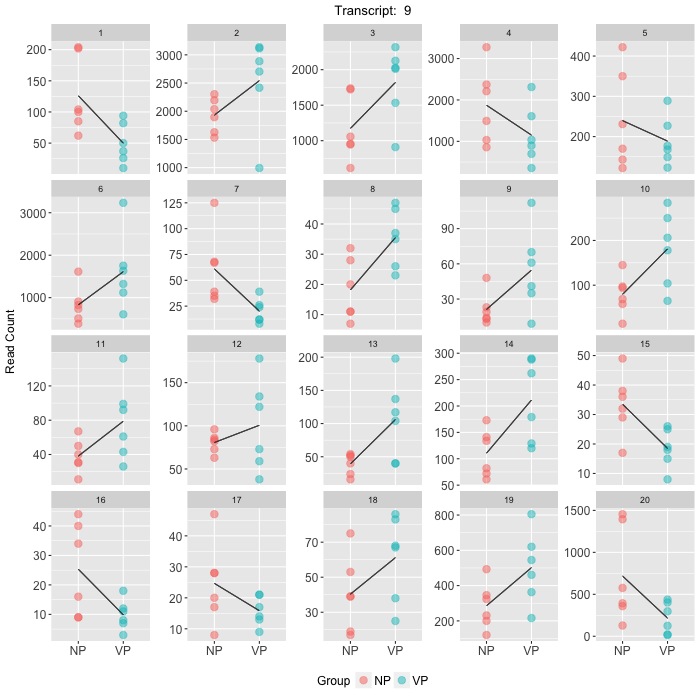 Transcript: 9
1 2 3 4 5
200 150 100 50
3000 2500 2000 1500 1000
2000 1000
3000 2000 1000
400 300 200
6 7 8 9 10
3000 2000 1000
125 100 75 50 25
40 30 20 10
90 60 30
200 100
Read Count
11 12 13 14 15
120 80 40
150 100 50
200 150 100 50
300 250 200 150 100 50
50 40 30 20 10
16 17 18 19 20
40 30 20 10
40 30 20 10
70 50 30
800 600 400 200
1500 1000 500 0
NP VP NP VP NP VP NP VP NP VP
Group NP VP